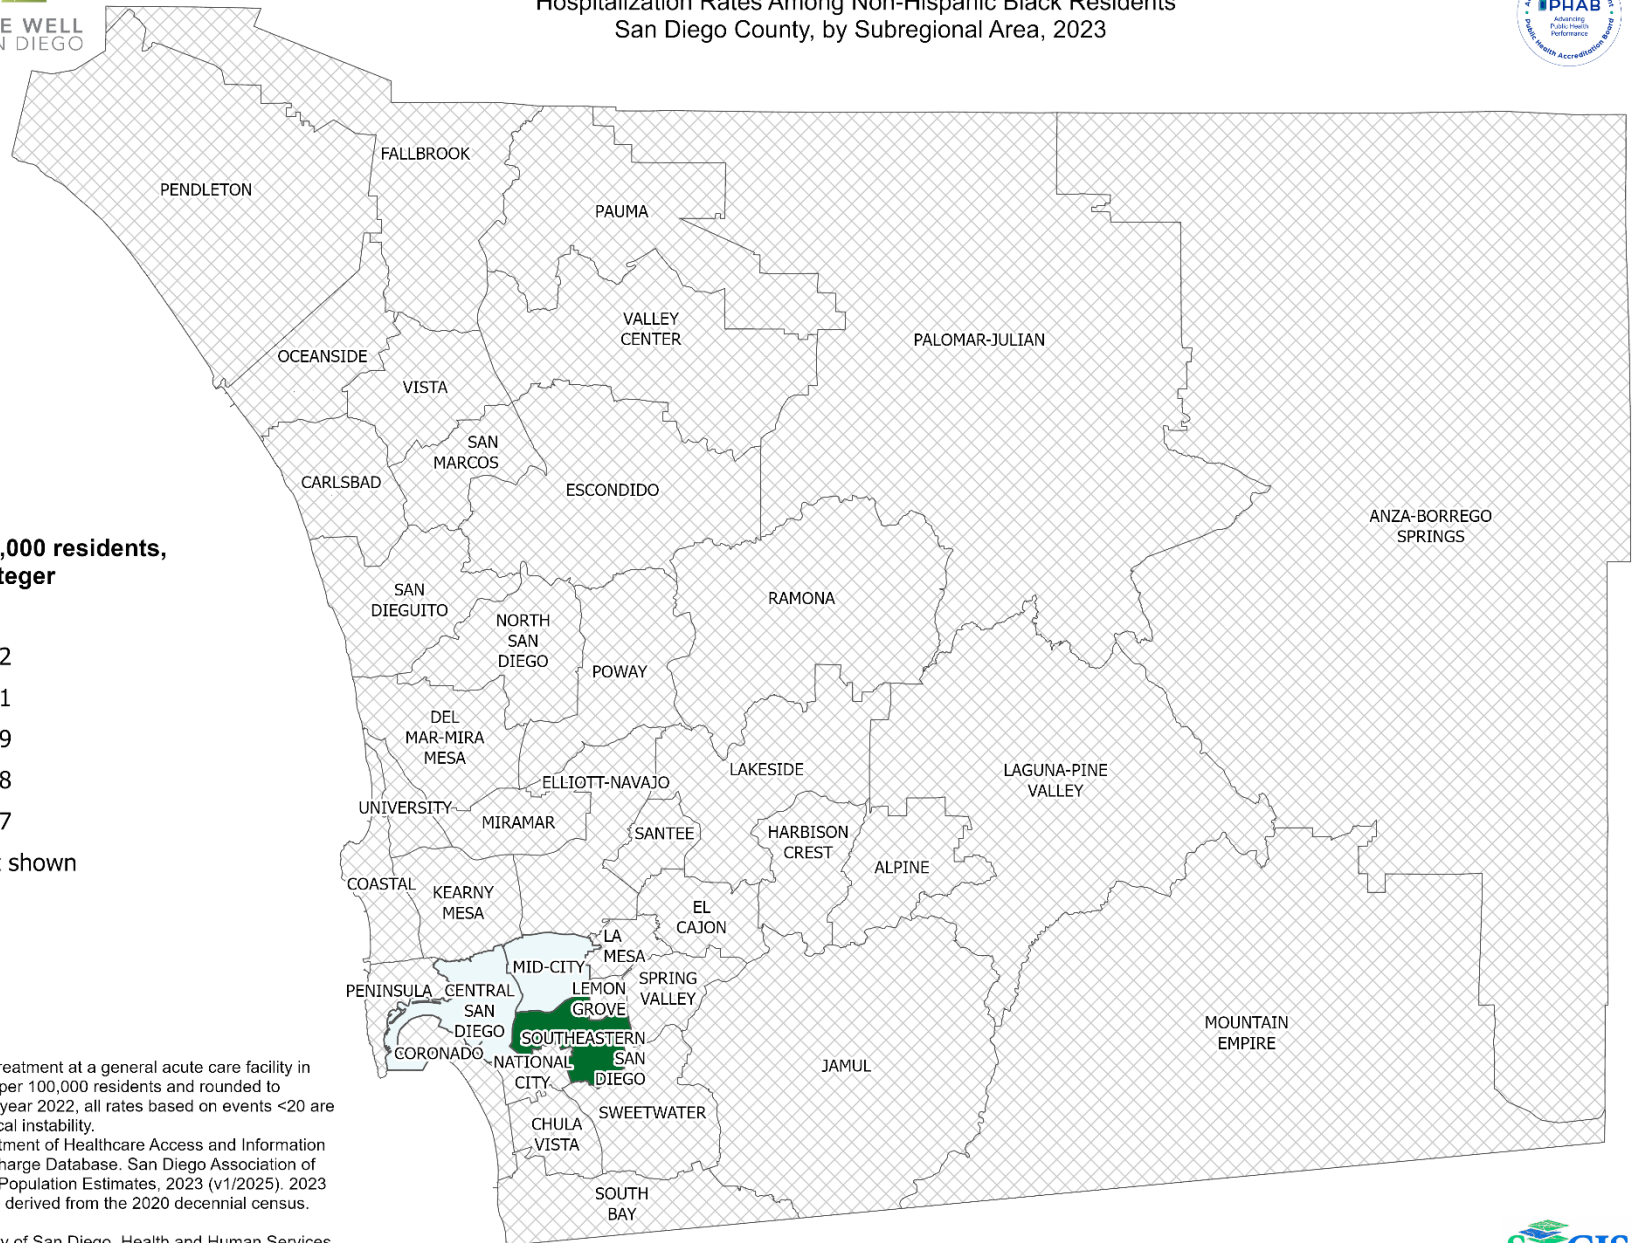 E WELL
N DIEGO
Hospitalization Rates Among Non-Hispanic Black Residents
San Diego County, by Subregional Area, 2023
PHAB
Advancing
Public Health
Performance
Public Health Accreditation Board
FALLBROOK
PENDLETON
PAUMA
VALLEY
CENTER
PALOMAR-JULIAN
OCEANSIDE
VISTA
SAN
MARCOS
CARLSBAD
ESCONDIDO
ANZA-BORREGO
SPRINGS
,000 residents,
teger
SAN
DIEGUITO
RAMONA
NORTH
SAN
DIEGO
POWAY
2
1
9
8
7
t shown
DEL
MAR-MIRA
MESA
LAKESIDE
LAGUNA-PINE
VALLEY
ELLIOTT-NAVAJO
UNIVERSITY
MIRAMAR
SANTEE
HARBISON
CREST
ALPINE
COASTAL
KEARNY
MESA
EL
CAJON
LA
MESA
MID-CITY
SPRING
VALLEY
PENINSULA
CENTRAL
SAN
DIEGO
LEMON
GROVE
SOUTHEASTERN
SAN
DIEGO
CORONADO
NATIONAL
CITY
JAMUL
MOUNTAIN
EMPIRE
SWEETWATER
CHULA
VISTA
SOUTH
BAY
reatment at a general acute care facility in
per 100,000 residents and rounded to
year 2022, all rates based on events <20 are
cal instability.
tment of Healthcare Access and Information
harge Database. San Diego Association of
Population Estimates, 2023 (v1/2025). 2023
derived from the 2020 decennial census.
y of San Diego, Health and Human Services